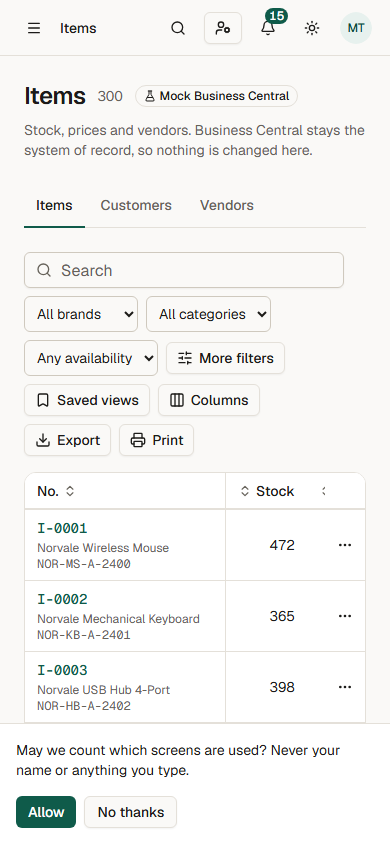 Items
15
MT
Items 300 Mock Business Central
Stock, prices and vendors. Business Central stays the
system of record, so nothing is changed here.
Items Customers Vendors
Search
All brands All categories
Any availability More filters
Saved views Columns
Export Print
No. Stock
I-0001
Norvale Wireless Mouse
NOR-MS-A-2400
472
I-0002
Norvale Mechanical Keyboard
NOR-KB-A-2401
365
I-0003
Norvale USB Hub 4-Port
NOR-HB-A-2402
398
May we count which screens are used? Never your
name or anything you type.
Allow No thanks